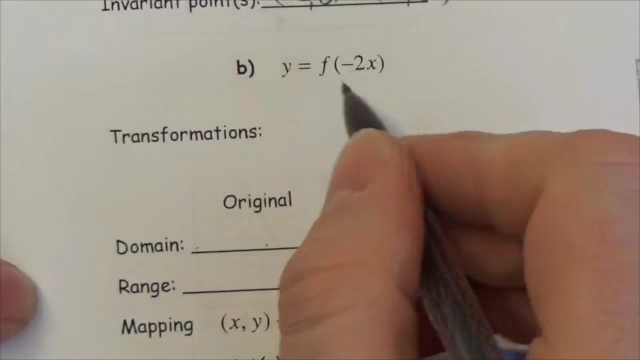 Invariant point(s):
b) y = f(−2x)
Transformations:
Original
Domain:
Range:
Mapping (x, y)